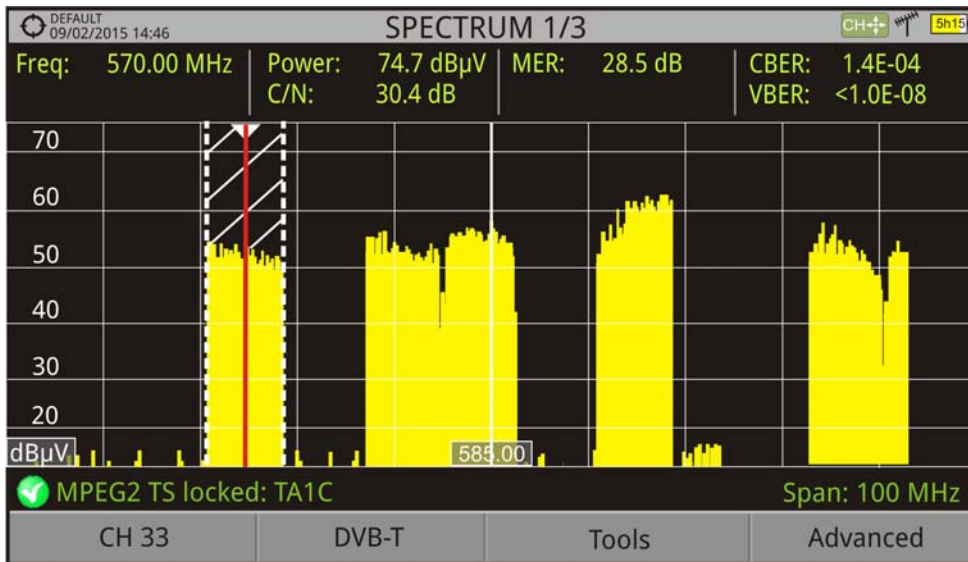 DEFAULT
09/02/2015 14:46
SPECTRUM 1/3
CH
5h15
Freq: 570.00 MHz
Power: 74.7 dBµV
MER: 28.5 dB
CBER: 1.4E-04
C/N: 30.4 dB
VBER: <1.0E-08
70
60
50
40
30
20
dBµV
585.00
MPEG2 TS locked: TA1C
Span: 100 MHz
CH 33
DVB-T
Tools
Advanced